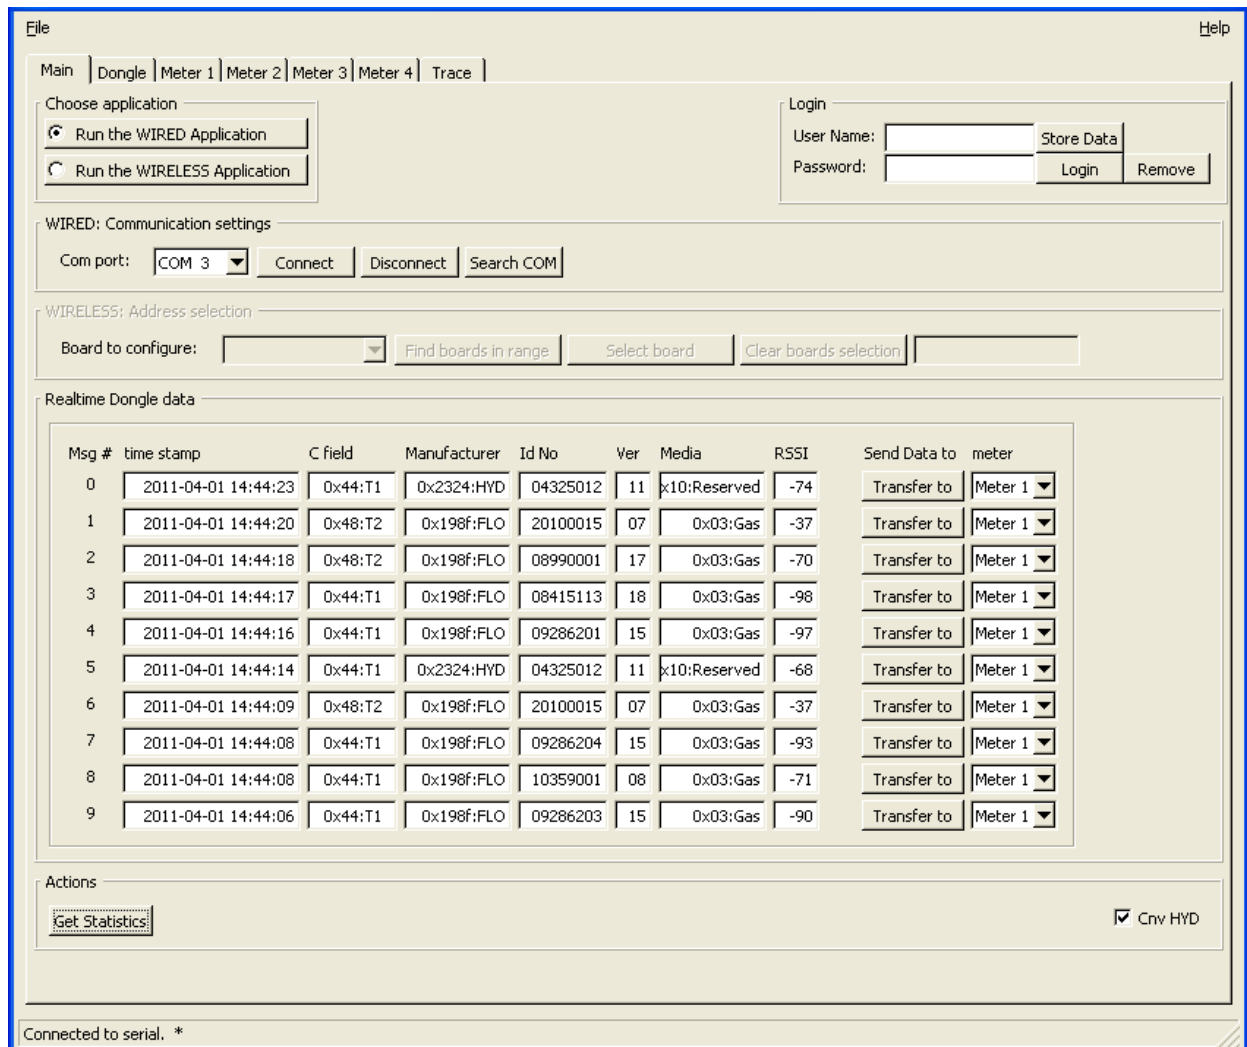 File Help
Main Dongle Meter 1 Meter 2 Meter 3 Meter 4 Trace
Choose application
Run the WIRED Application
Run the WIRELESS Application
Login
User Name: Store Data
Password: Login Remove
WIRED: Communication settings
Com port: COM 3 Connect Disconnect Search COM
WIRELESS: Address selection
Board to configure: Find boards in range Select board Clear boards selection
Realtime Dongle data
Msg # time stamp C field Manufacturer Id No Ver Media RSSI Send Data to meter
0 2011-04-01 14:44:23 0x44:T1 0x2324:HYD 04325012 11 x10:Reserved -74 Transfer to Meter 1
1 2011-04-01 14:44:20 0x48:T2 0x198f:FLO 20100015 07 0x03:Gas -37 Transfer to Meter 1
2 2011-04-01 14:44:18 0x48:T2 0x198f:FLO 08990001 17 0x03:Gas -70 Transfer to Meter 1
3 2011-04-01 14:44:17 0x44:T1 0x198f:FLO 08415113 18 0x03:Gas -98 Transfer to Meter 1
4 2011-04-01 14:44:16 0x44:T1 0x198f:FLO 09286201 15 0x03:Gas -97 Transfer to Meter 1
5 2011-04-01 14:44:14 0x44:T1 0x2324:HYD 04325012 11 x10:Reserved -68 Transfer to Meter 1
6 2011-04-01 14:44:09 0x48:T2 0x198f:FLO 20100015 07 0x03:Gas -37 Transfer to Meter 1
7 2011-04-01 14:44:08 0x44:T1 0x198f:FLO 09286204 15 0x03:Gas -93 Transfer to Meter 1
8 2011-04-01 14:44:08 0x44:T1 0x198f:FLO 10359001 08 0x03:Gas -71 Transfer to Meter 1
9 2011-04-01 14:44:06 0x44:T1 0x198f:FLO 09286203 15 0x03:Gas -90 Transfer to Meter 1
Actions
Get Statistics Cnv HYD
Connected to serial. *